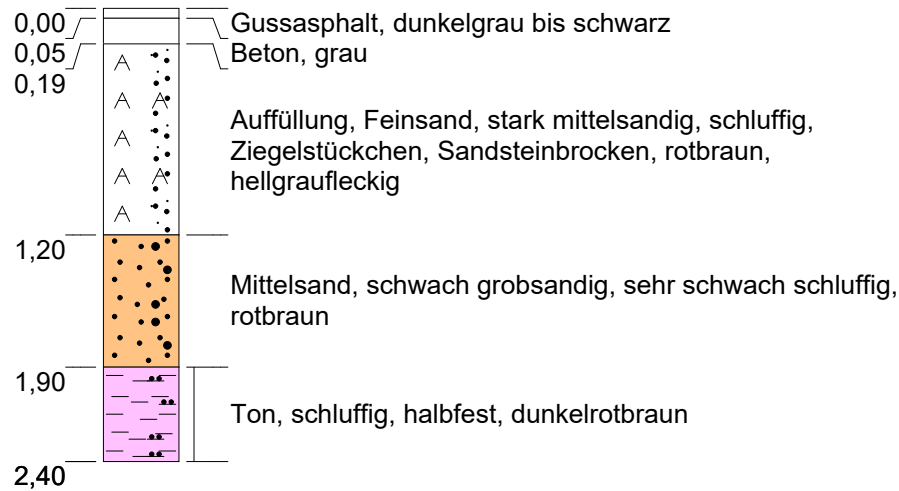 0,00
Gussasphalt, dunkelgrau bis schwarz
0,05
Beton, grau
0,19
Auffüllung, Feinsand, stark mittelsandig, schluffig,
Ziegelstückchen, Sandsteinbrocken, rotbraun,
hellgraufleckig
A
A A
A
A A
A
1,20
Mittelsand, schwach grobsandig, sehr schwach schluffig,
rotbraun
1,90
Ton, schluffig, halbfest, dunkelrotbraun
2,40